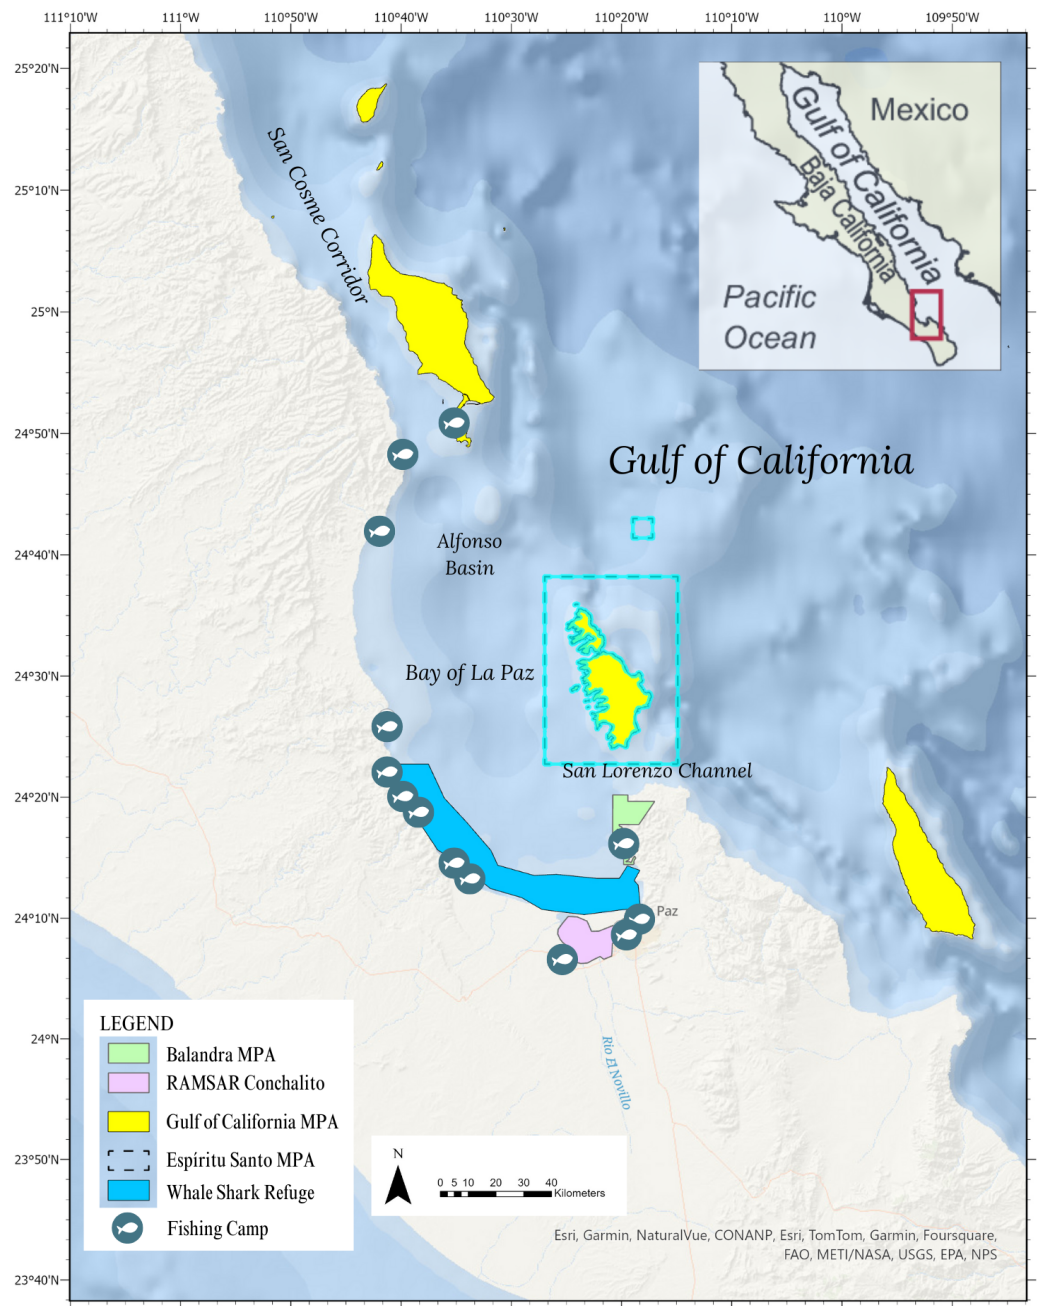 111°10'W 111°W 110°50'W 110°40'W 110°30'W 110°20'W 110°10'W 110°W 109°50'W
25°20'N
25°10'N
25°N
24°50'N
24°40'N
24°30'N
24°20'N
24°10'N
24°N
23°50'N
23°40'N
San Cosme Corridor
Mexico
Gulf of California
Baja California
Pacific
Ocean
Gulf of California
Alfonso
Basin
Bay of La Paz
San Lorenzo Channel
Paz
Rio El Novillo
LEGEND
Balandra MPA
RAMSAR Conchalito
Gulf of California MPA
Espíritu Santo MPA
Whale Shark Refuge
Fishing Camp
N
0 5 10 20 30 40
Kilometers
Esri, Garmin, NaturalVue, CONANP, Esri, TomTom, Garmin, Foursquare,
FAO, METI/NASA, USGS, EPA, NPS